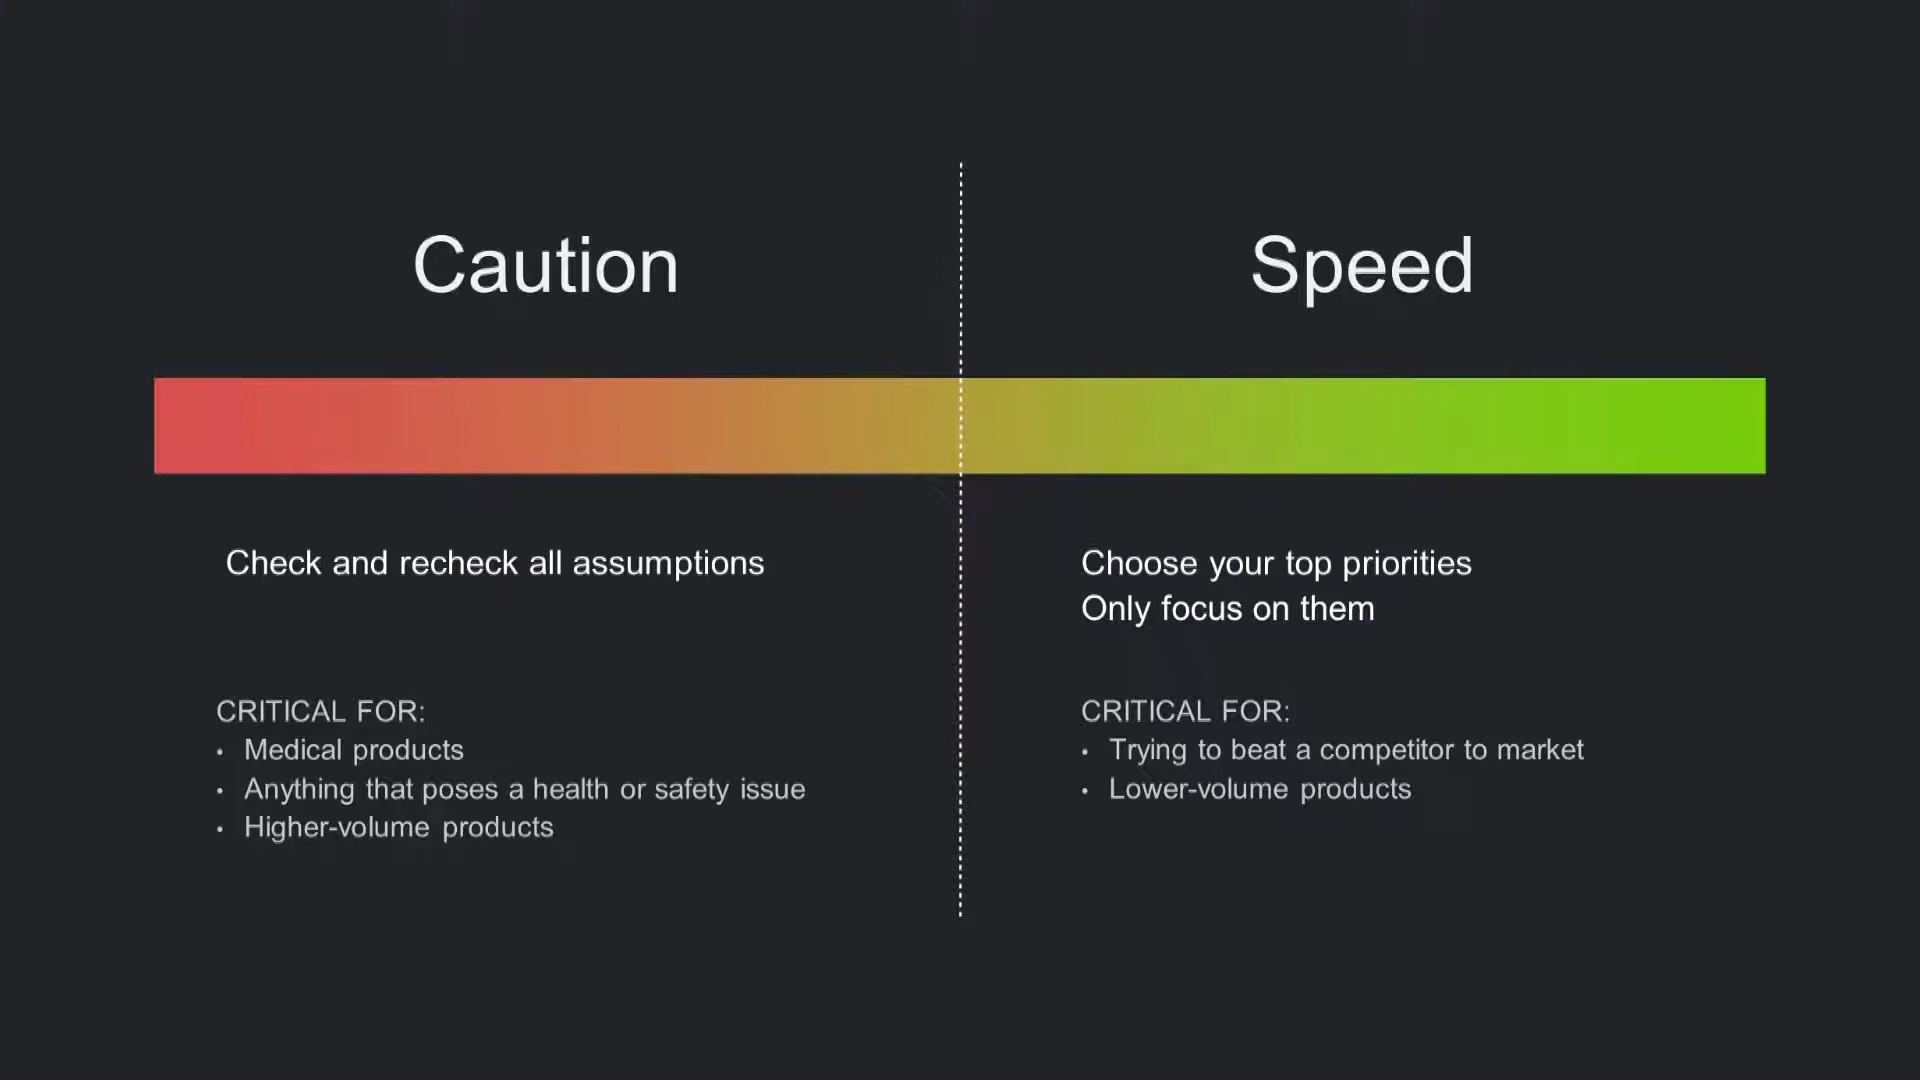 Caution
Check and recheck all assumptions
CRITICAL FOR:
• Medical products
• Anything that poses a health or safety issue
• Higher-volume products
Speed
Choose your top priorities
Only focus on them
CRITICAL FOR:
• Trying to beat a competitor to market
• Lower-volume products